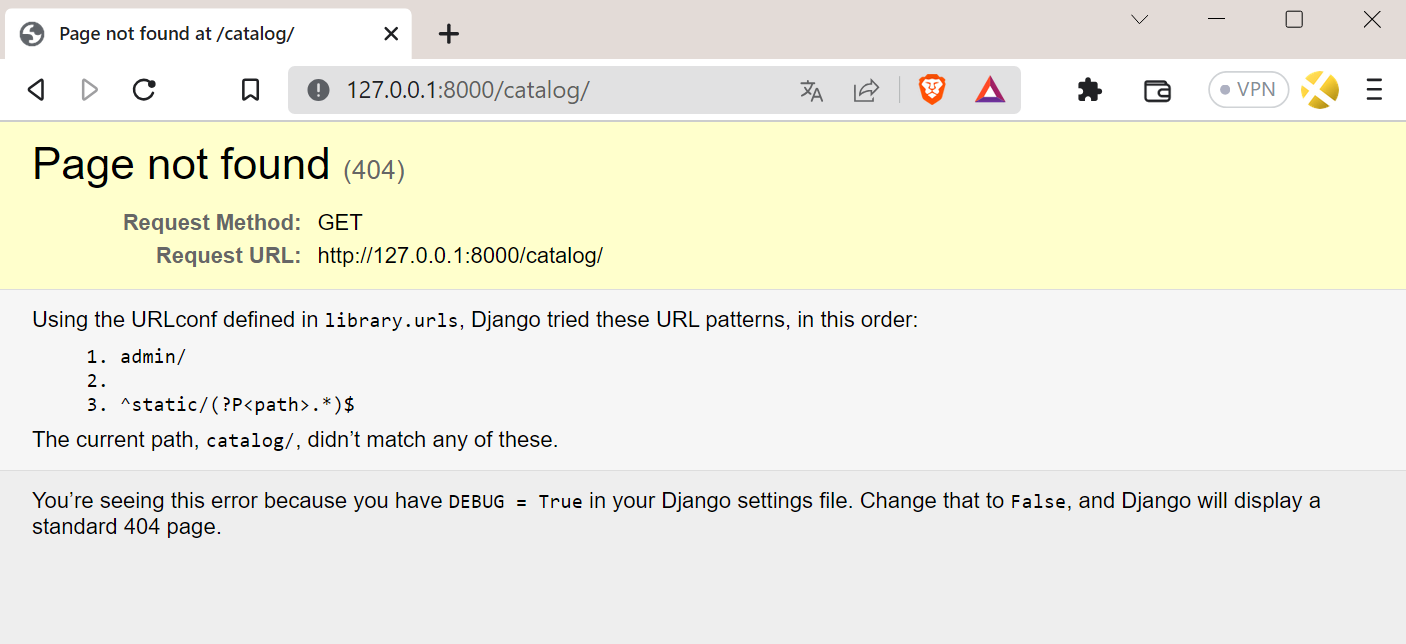 Page not found at /catalog/
127.0.0.1:8000/catalog/
VPN
Page not found (404)
Request Method: GET
Request URL: http://127.0.0.1:8000/catalog/
Using the URLconf defined in library.urls, Django tried these URL patterns, in this order:
1. admin/
2.
3. ^static/(?P<path>.*)$
The current path, catalog/, didn’t match any of these.
You’re seeing this error because you have DEBUG = True in your Django settings file. Change that to False, and Django will display a
standard 404 page.